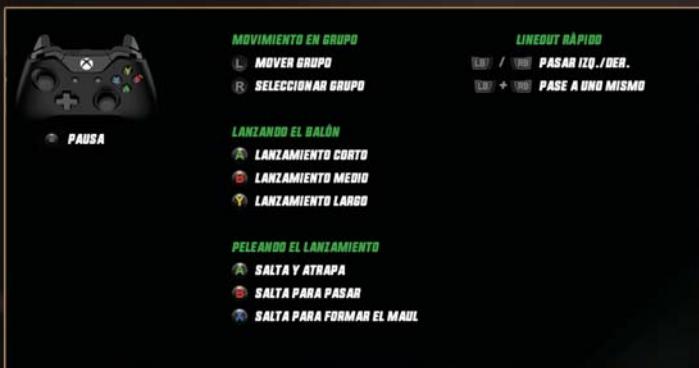 PAUSA
MOVIMIENTO EN GRUPO
L MOVER GRUPO
R SELECCIONAR GRUPO
LANZANDO EL BALÓN
A LANZAMIENTO CORTO
B LANZAMIENTO MEDIO
Y LANZAMIENTO LARGO
PELEANDO EL LANZAMIENTO
A SALTA Y ATRAPA
B SALTA PARA PASAR
X SALTA PARA FORMAR EL MAUL
LINEOUT RÀPIDO
LB / RB PASAR IZQ./DER.
LB + RB PASE A UNO MISMO